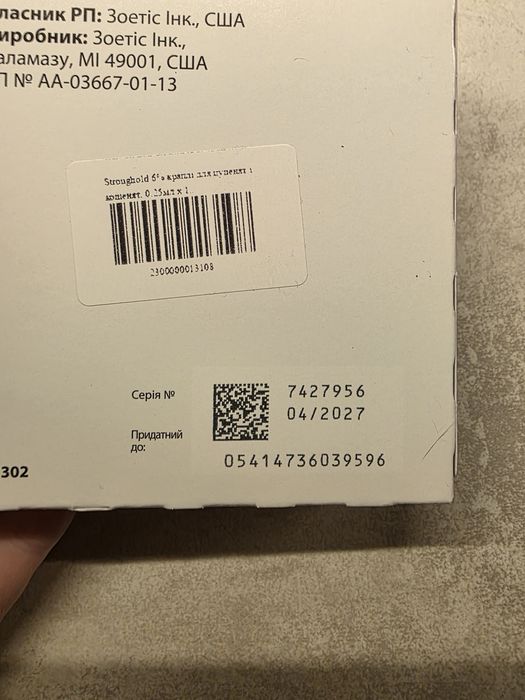 ласник РП: Зоетіс Інк., США
иробник: Зоетіс Інк.,
аламазу, МІ 49001, США
П № АА-03667-01-13
Stronghold 6% краплі для цуценят і
кошенят, 0,25мл х 1
2300000013108
Серія № 7427956
04/2027
Придатний
до:
05414736039596
302